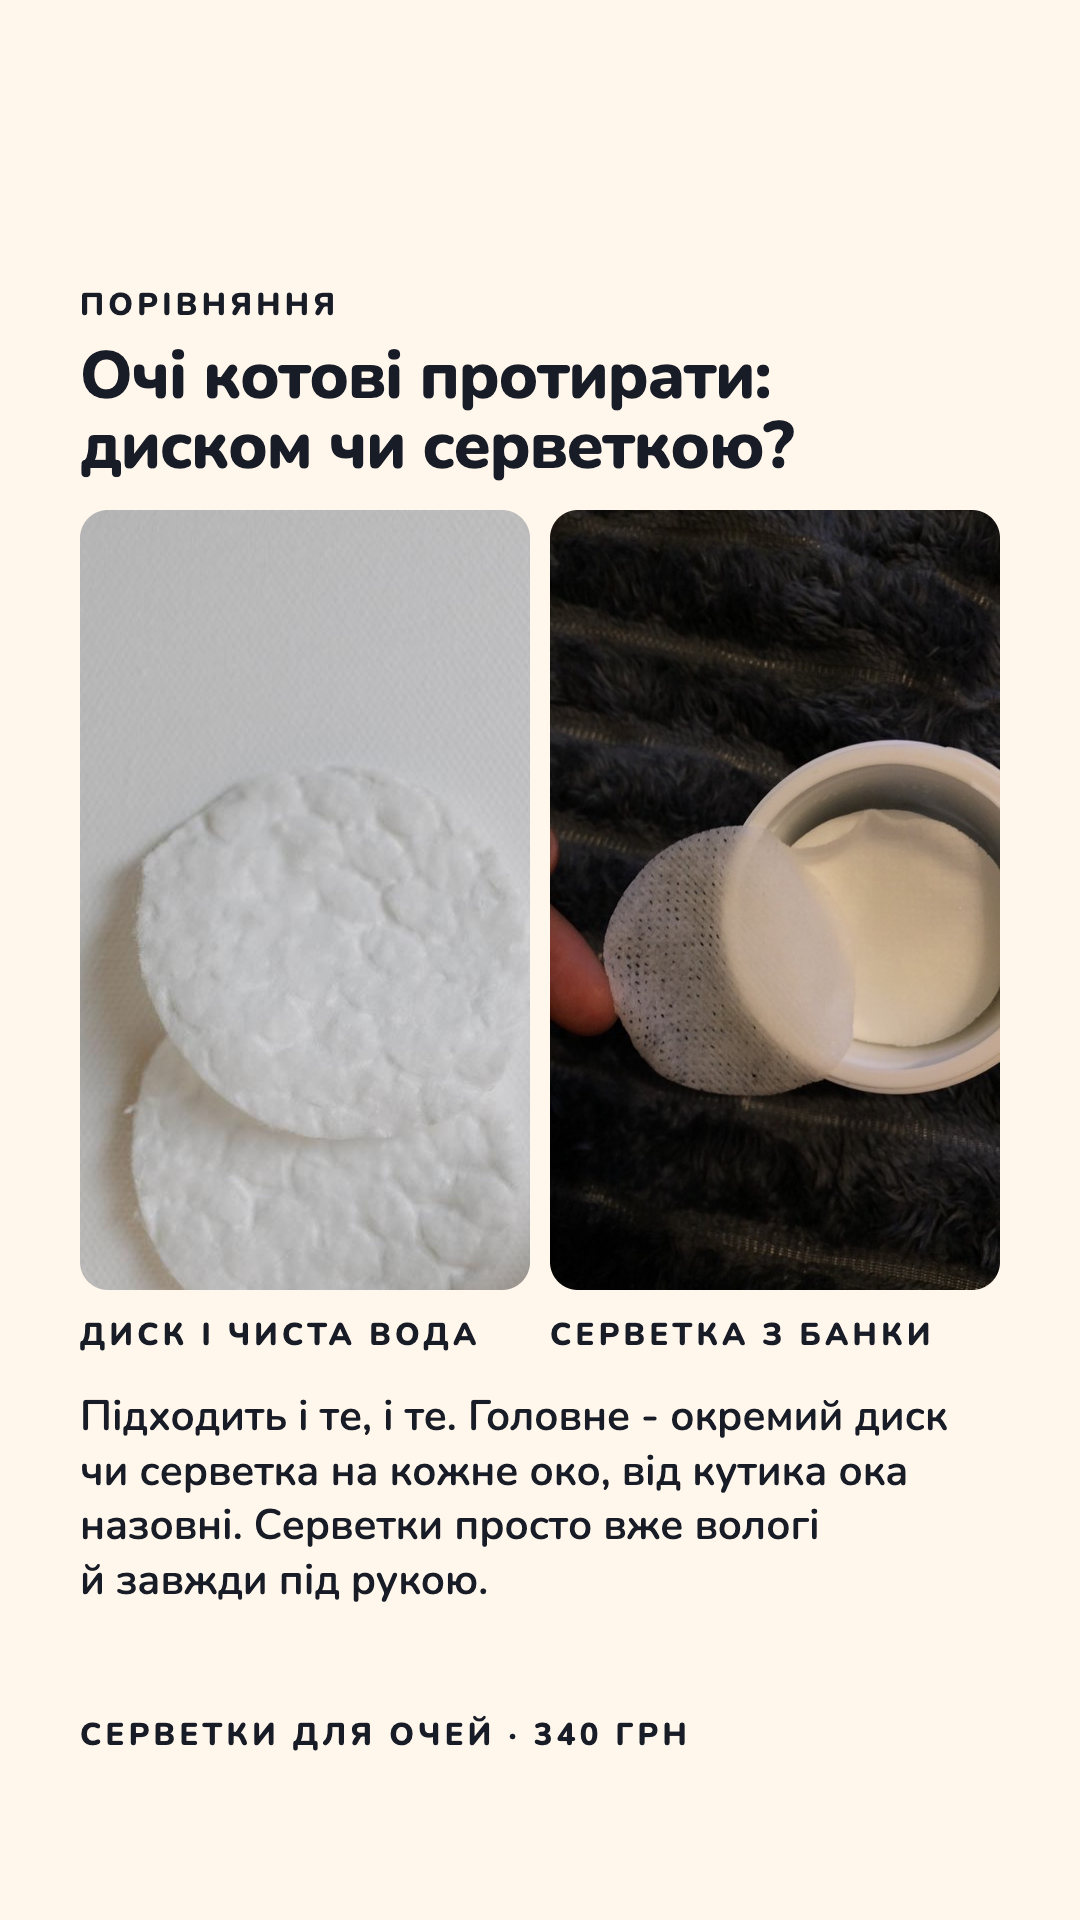 ПОРІВНЯННЯ
Очі котові протирати:
диском чи серветкою?
ДИСК І ЧИСТА ВОДА
СЕРВЕТКА З БАНКИ
Підходить і те, і те. Головне - окремий диск
чи серветка на кожне око, від кутика ока
назовні. Серветки просто вже вологі
й завжди під рукою.
СЕРВЕТКИ ДЛЯ ОЧЕЙ · 340 ГРН